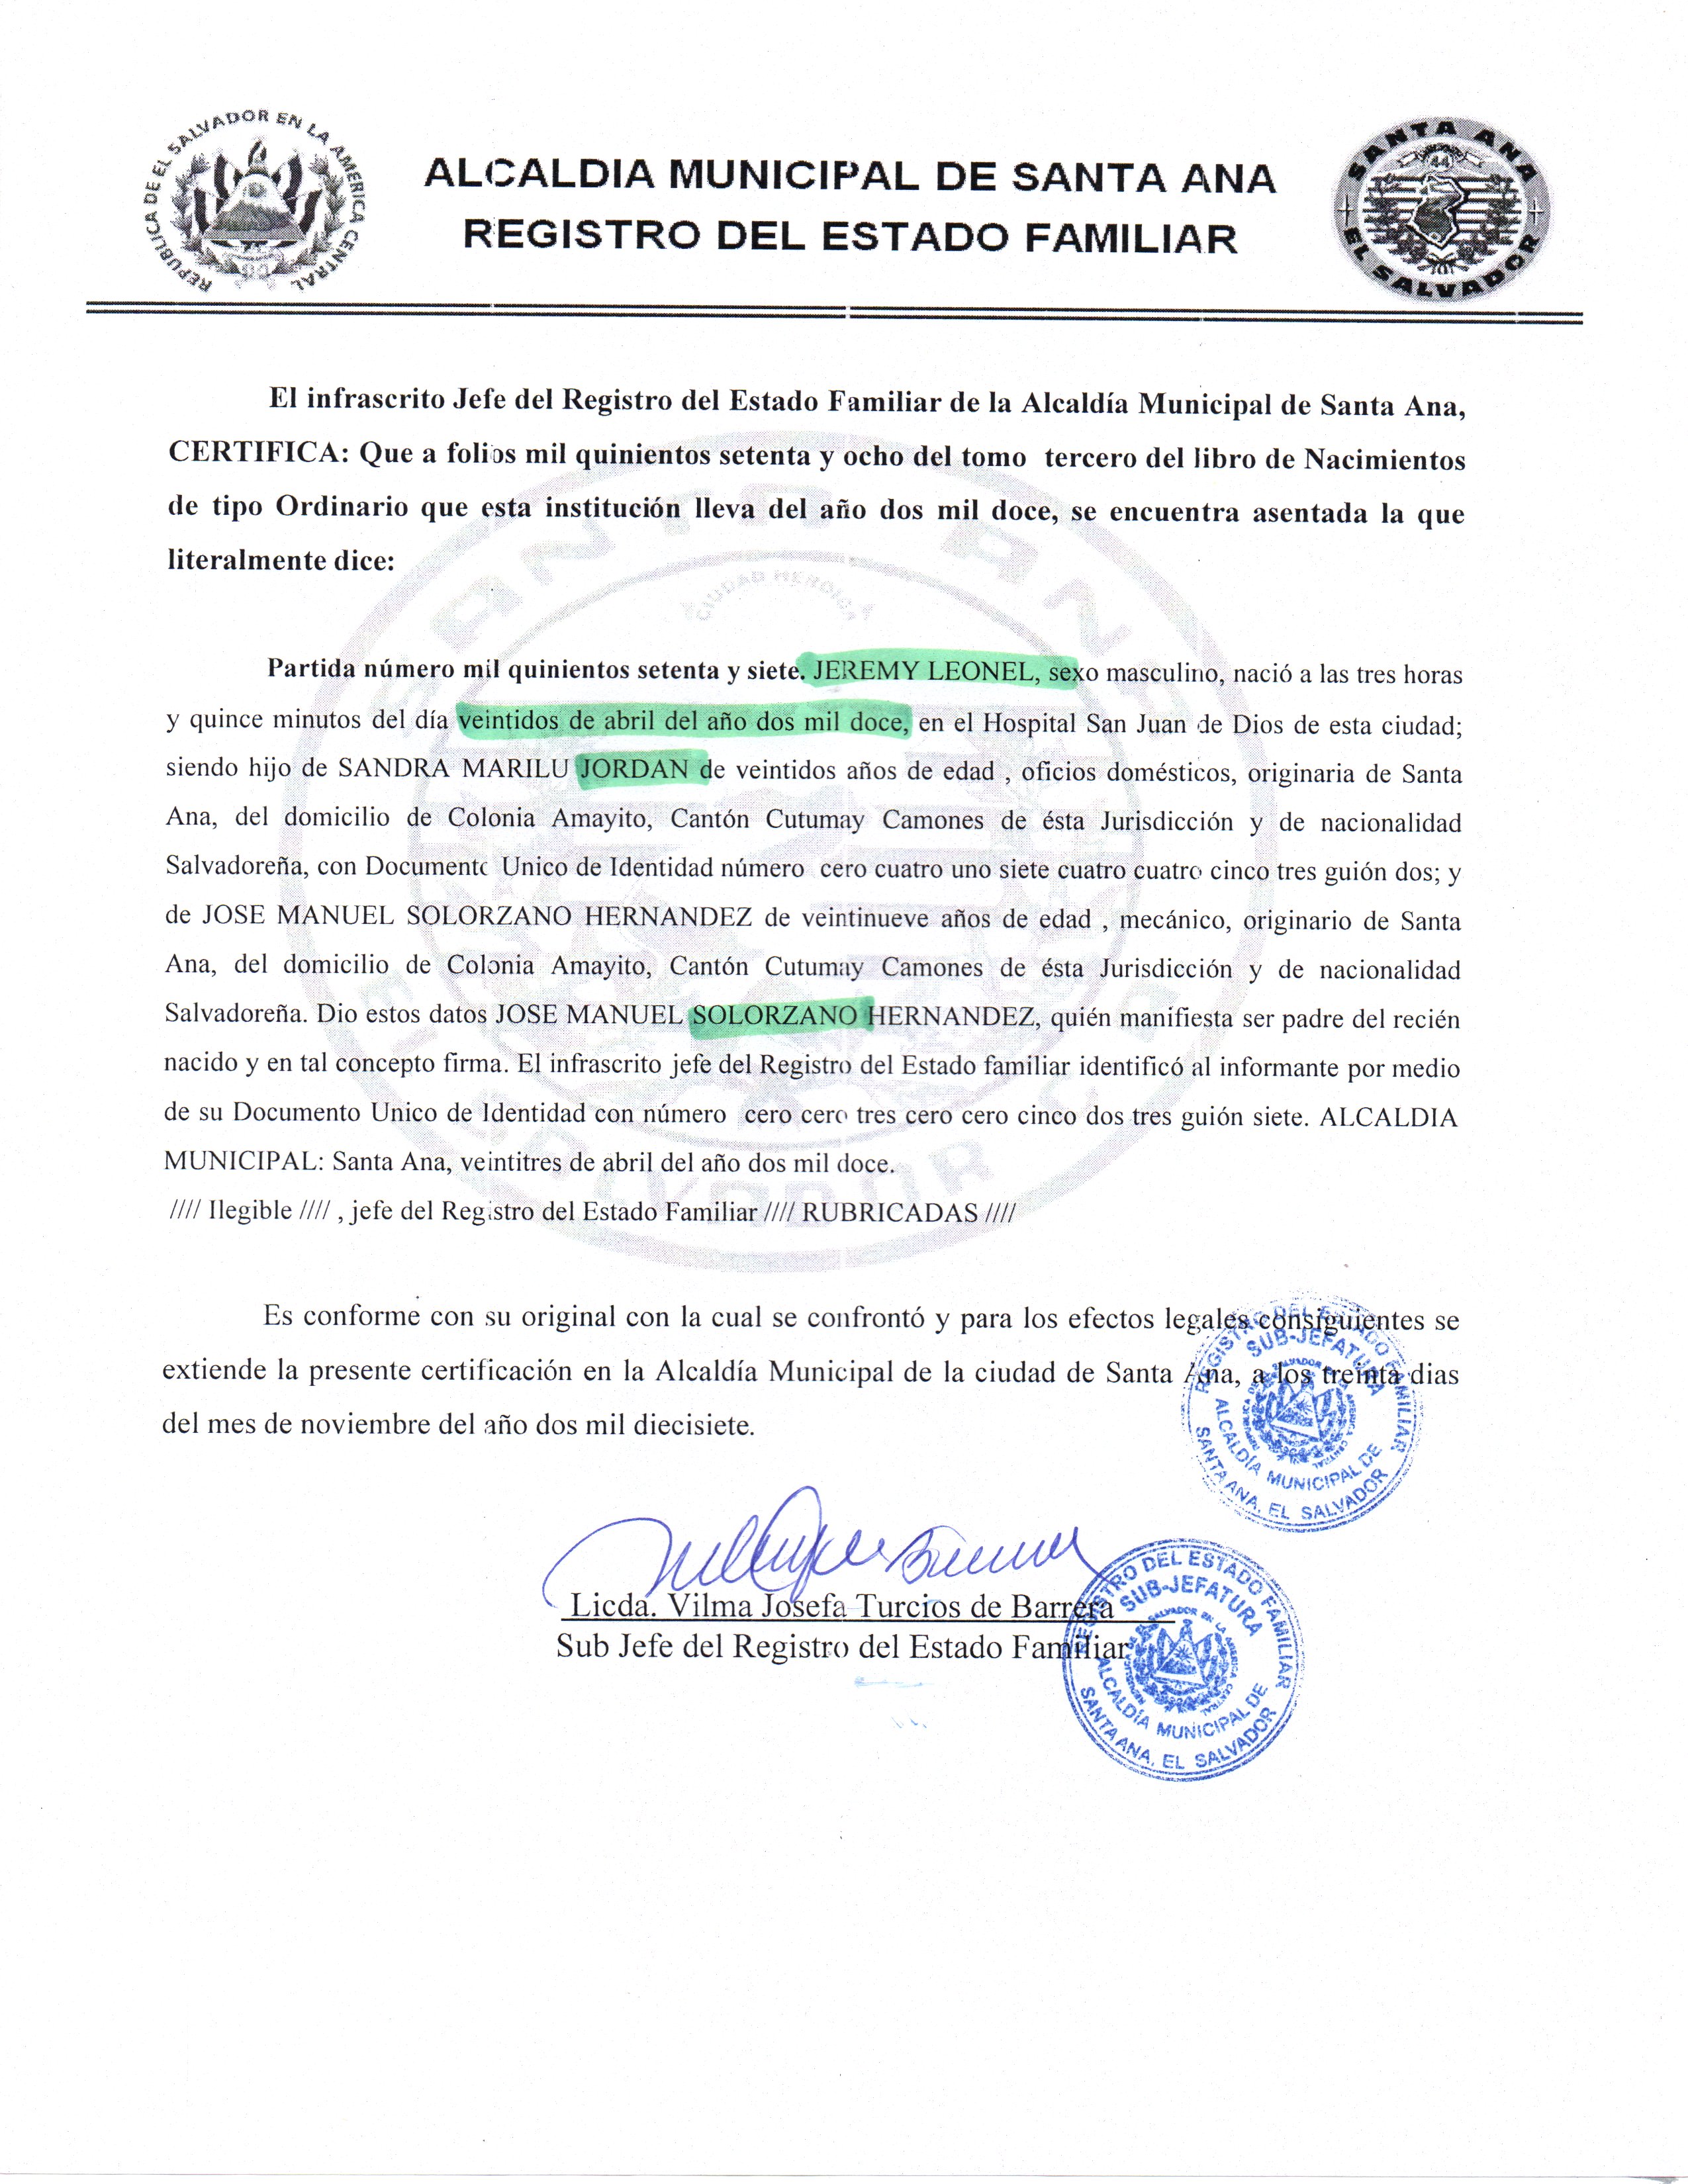 REPUBLICA DE EL SALVADOR EN LA AMERICA CENTRAL
ALCALDIA MUNICIPAL DE SANTA ANA
REGISTRO DEL ESTADO FAMILIAR
SANTA ANA
44
EL SALVADOR
El infrascrito Jefe del Registro del Estado Familiar de la Alcaldía Municipal de Santa Ana,
CERTIFICA: Que a folios mil quinientos setenta y ocho del tomo tercero del libro de Nacimientos
de tipo Ordinario que esta institución lleva del año dos mil doce, se encuentra asentada la que
literalmente dice:
SANTA ANA
CIUDAD HEROICA
Partida número mil quinientos setenta y siete. JEREMY LEONEL, sexo masculino, nació a las tres horas
y quince minutos del día veintidos de abril del año dos mil doce, en el Hospital San Juan de Dios de esta ciudad;
siendo hijo de SANDRA MARILU JORDAN de veintidos años de edad , oficios domésticos, originaria de Santa
Ana, del domicilio de Colonia Amayito, Cantón Cutumay Camones de ésta Jurisdicción y de nacionalidad
Salvadoreña, con Documento Unico de Identidad número cero cuatro uno siete cuatro cuatro cinco tres guión dos; y
de JOSE MANUEL SOLORZANO HERNANDEZ de veintinueve años de edad , mecánico, originario de Santa
Ana, del domicilio de Colonia Amayito, Cantón Cutumay Camones de ésta Jurisdicción y de nacionalidad
Salvadoreña. Dio estos datos JOSE MANUEL SOLORZANO HERNANDEZ, quién manifiesta ser padre del recién
nacido y en tal concepto firma. El infrascrito jefe del Registro del Estado familiar identificó al informante por medio
de su Documento Unico de Identidad con número cero cero tres cero cero cinco dos tres guión siete. ALCALDIA
MUNICIPAL: Santa Ana, veintitres de abril del año dos mil doce.
//// Ilegible //// , jefe del Registro del Estado Familiar //// RUBRICADAS ////
EL SALVADOR
Es conforme con su original con la cual se confrontó y para los efectos legales consiguientes se
extiende la presente certificación en la Alcaldía Municipal de la ciudad de Santa Ana, a los treinta dias
del mes de noviembre del año dos mil diecisiete.
REGISTRO DEL ESTADO FAMILIAR
SUB-JEFATURA
ALCALDÍA MUNICIPAL DE
SANTA ANA, EL SALVADOR
Licda. Vilma Josefa Turcios de Barrera
Sub Jefe del Registro del Estado Familiar
REGISTRO DEL ESTADO FAMILIAR
SUB-JEFATURA
ALCALDÍA MUNICIPAL DE
SANTA ANA, EL SALVADOR